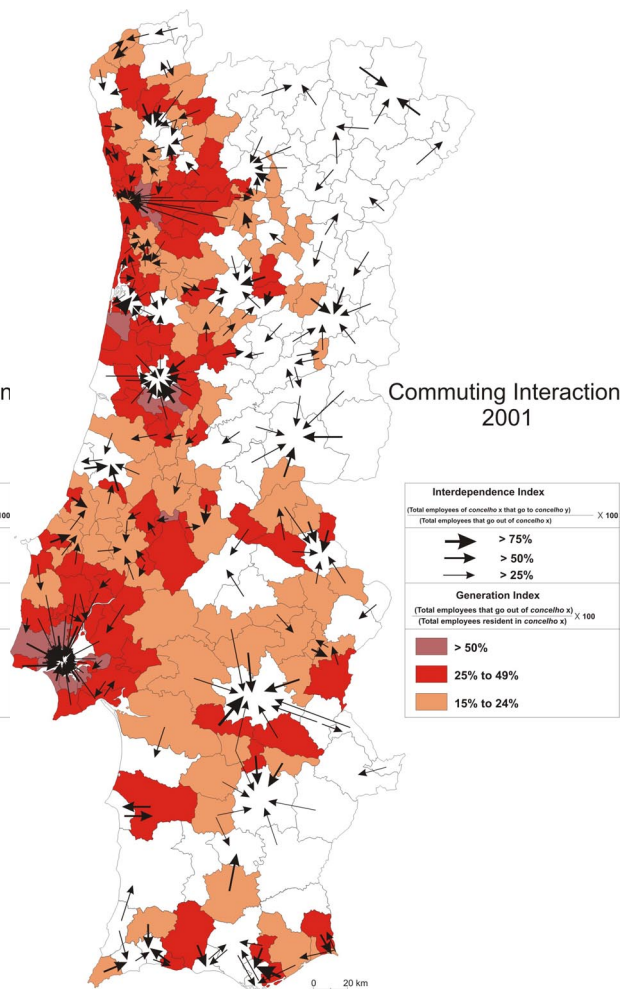 n
Commuting Interaction
2001
100
Interdependence Index
(Total employees of concelho x that go to concelho y)
(Total employees that go out of concelho x)
X 100
> 75%
> 50%
> 25%
Generation Index
(Total employees that go out of concelho x)
(Total employees resident in concelho x)
X 100
> 50%
25% to 49%
15% to 24%
0 20 km